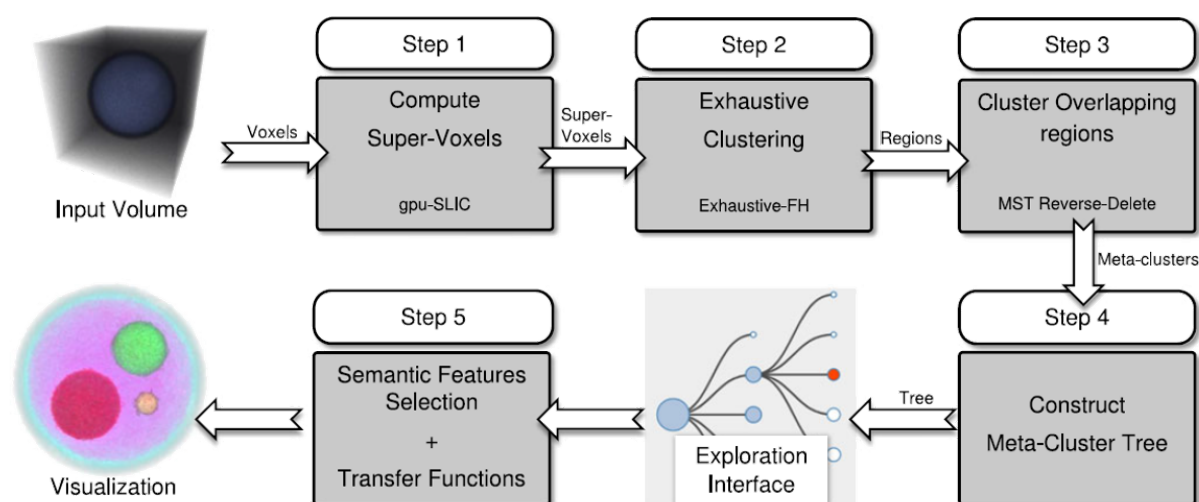 Step 1
Step 2
Step 3
Compute
Super-Voxels
gpu-SLIC
Exhaustive
Clustering
Exhaustive-FH
Cluster Overlapping
regions
MST Reverse-Delete
Voxels
Super-
Voxels
Regions
Input Volume
Meta-clusters
Step 5
Step 4
Semantic Features
Selection
+
Transfer Functions
Tree
Construct
Meta-Cluster Tree
Exploration
Interface
Visualization